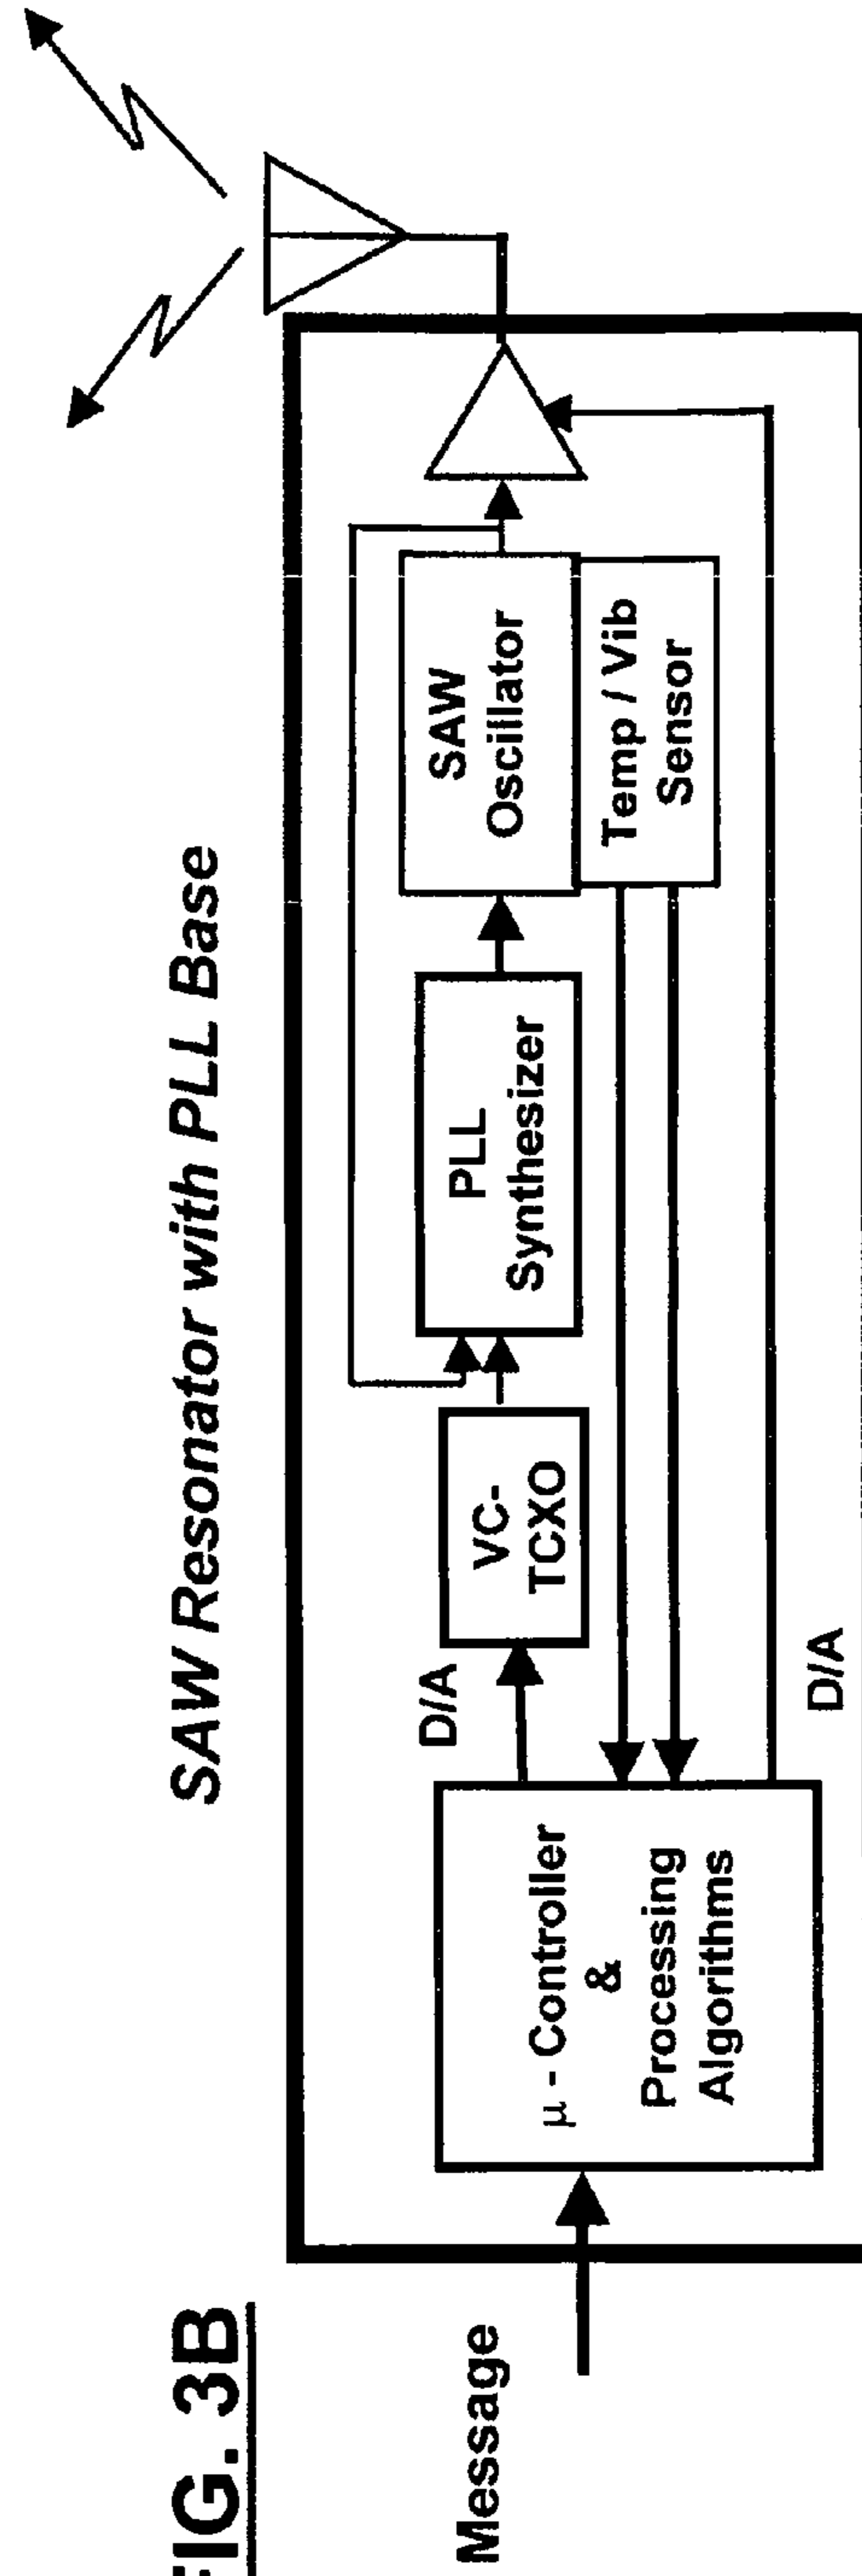 FIG. 3B
SAW Resonator with PLL Base
Message
μ - Controller
&
Processing
Algorithms
D/A
VC-
TCXO
PLL
Synthesizer
SAW
Oscillator
Temp / Vib
Sensor
D/A